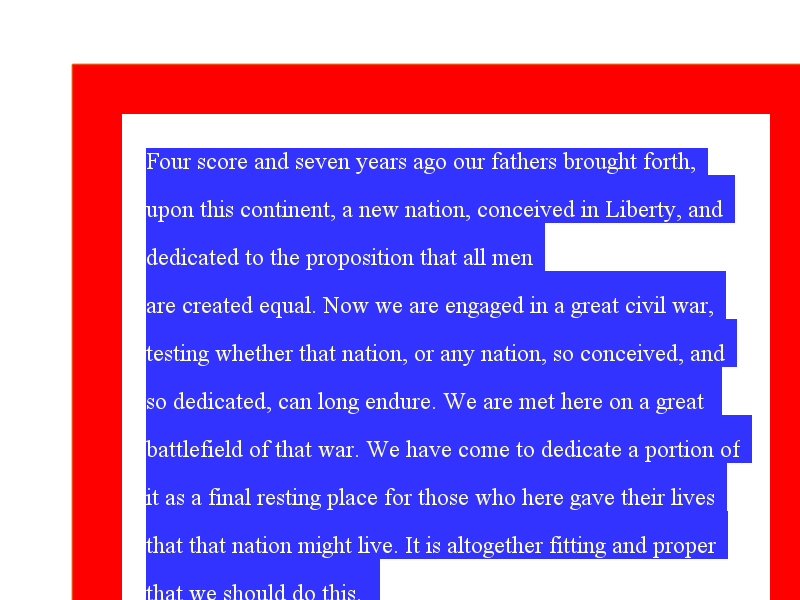 Four score and seven years ago our fathers brought forth,
upon this continent, a new nation, conceived in Liberty, and
dedicated to the proposition that all men
are created equal. Now we are engaged in a great civil war,
testing whether that nation, or any nation, so conceived, and
so dedicated, can long endure. We are met here on a great
battlefield of that war. We have come to dedicate a portion of
it as a final resting place for those who here gave their lives
that that nation might live. It is altogether fitting and proper
that we should do this.